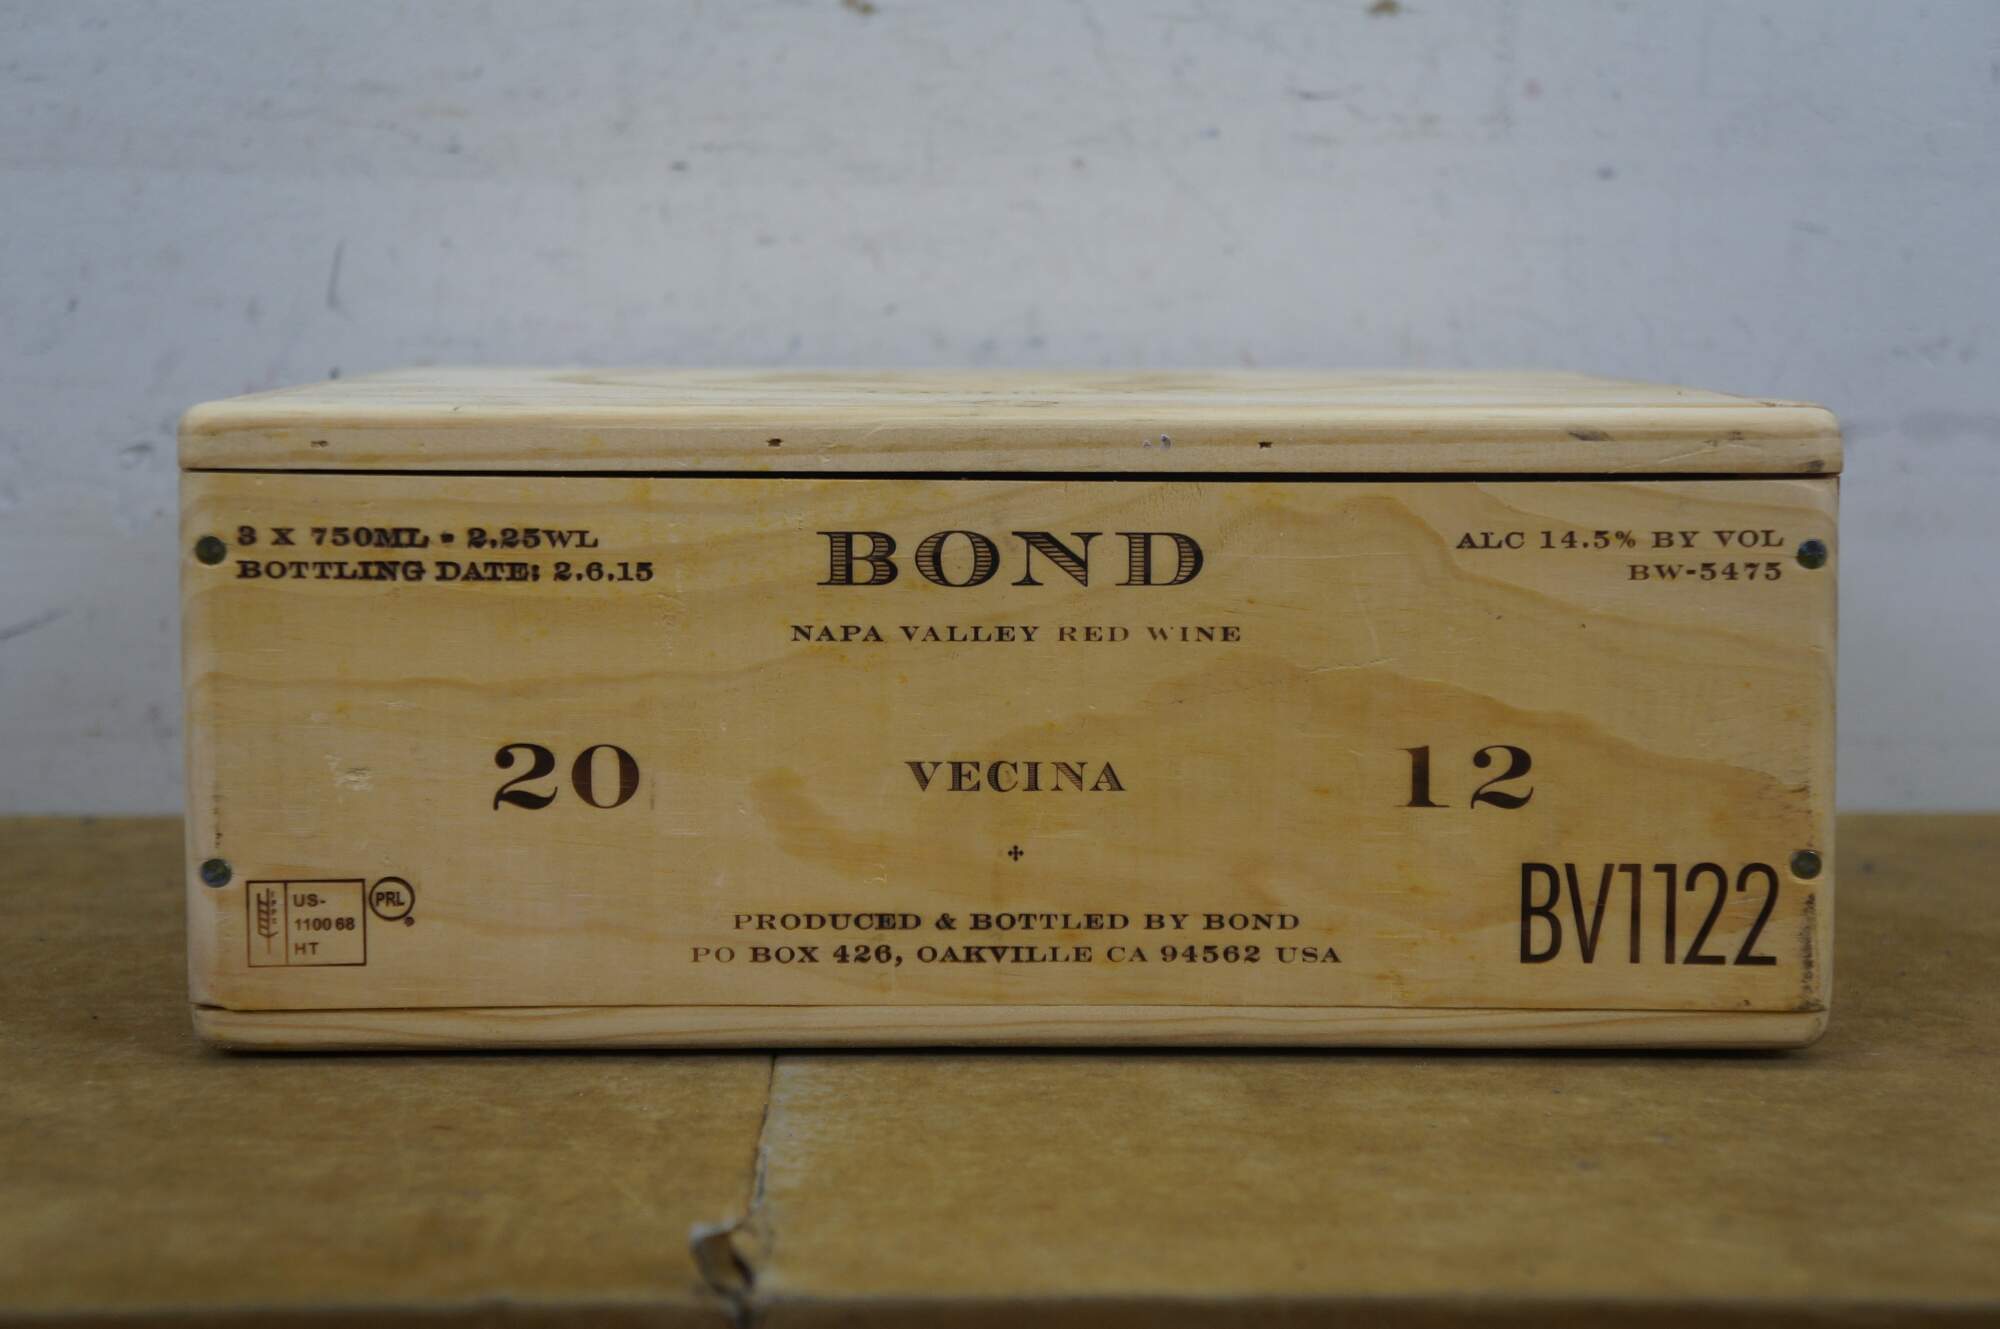 3 X 750ML • 2.25WL
BOTTLING DATE: 2.6.15
BOND
NAPA VALLEY RED WINE
ALC 14.5% BY VOL
BW-5475
20
VECINA
12
US-
110068
HT
PRL
PRODUCED & BOTTLED BY BOND
PO BOX 426, OAKVILLE CA 94562 USA
BV1122